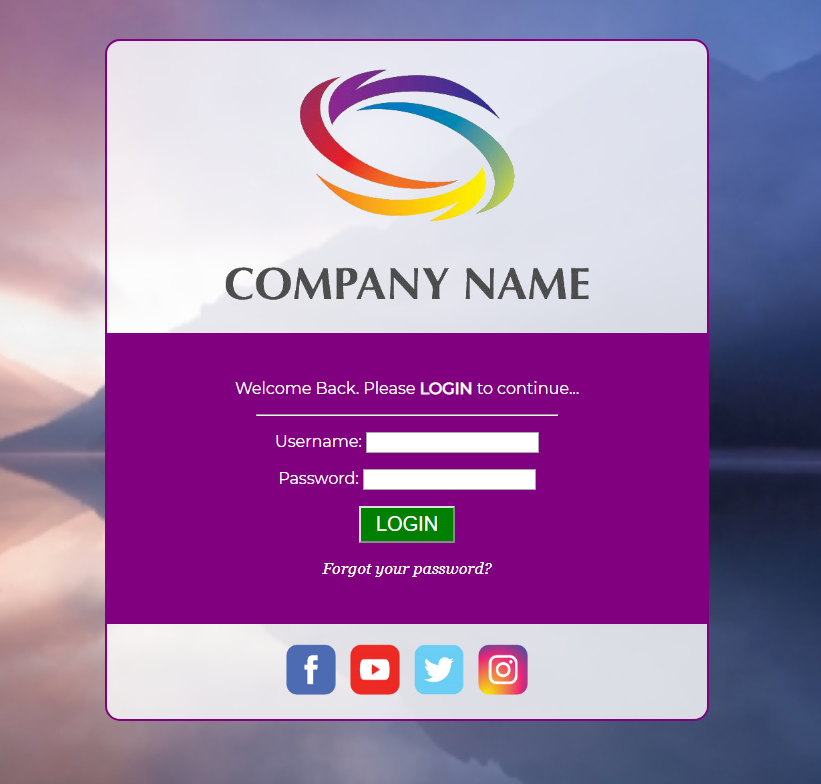 COMPANY NAME
Welcome Back. Please LOGIN to continue...
Username:
Password:
LOGIN
Forgot your password?